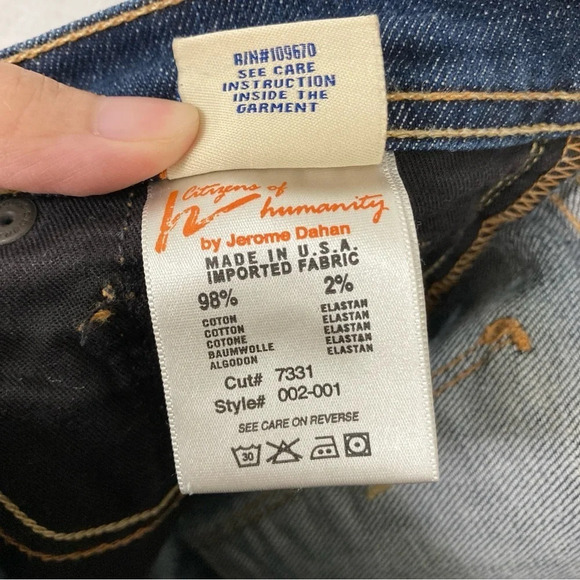 R/N#109670
SEE CARE
INSTRUCTION
INSIDE THE
GARMENT
Citizens of
humanity
by Jerome Dahan
MADE IN U.S.A.
IMPORTED FABRIC
98% 2%
COTON ELASTAN
COTTON ELASTAN
COTONE ELASTAN
BAUMWOLLE ELASTAN
ALGODON ELASTAN
Cut# 7331
Style# 002-001
SEE CARE ON REVERSE
30